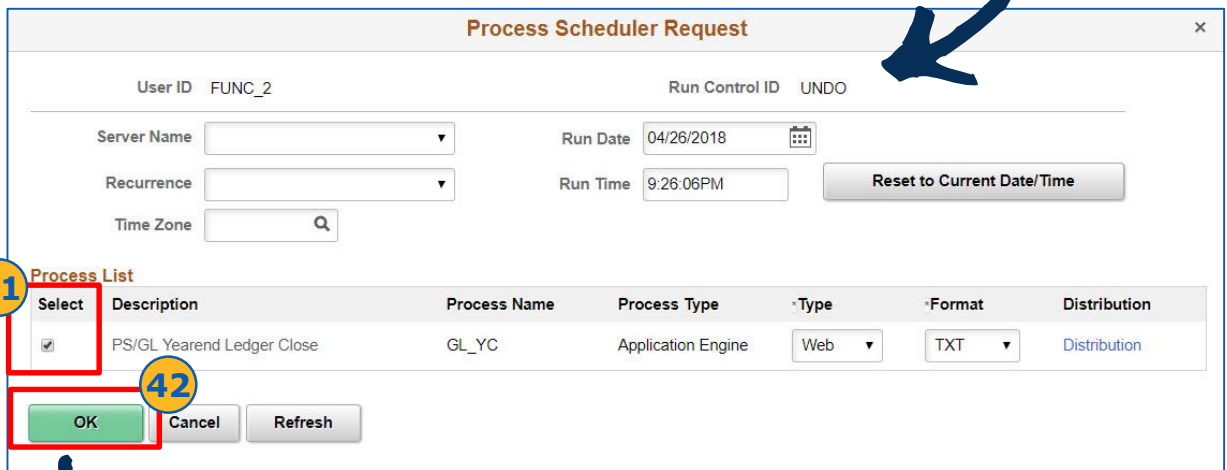 Process Scheduler Request ×
User ID FUNC_2 Run Control ID UNDO
Server Name Run Date 04/26/2018
Recurrence Run Time 9:26:06PM Reset to Current Date/Time
Time Zone
Process List
1
Select Description Process Name Process Type *Type *Format Distribution
PS/GL Yearend Ledger Close GL_YC Application Engine Web TXT Distribution
42
OK Cancel Refresh